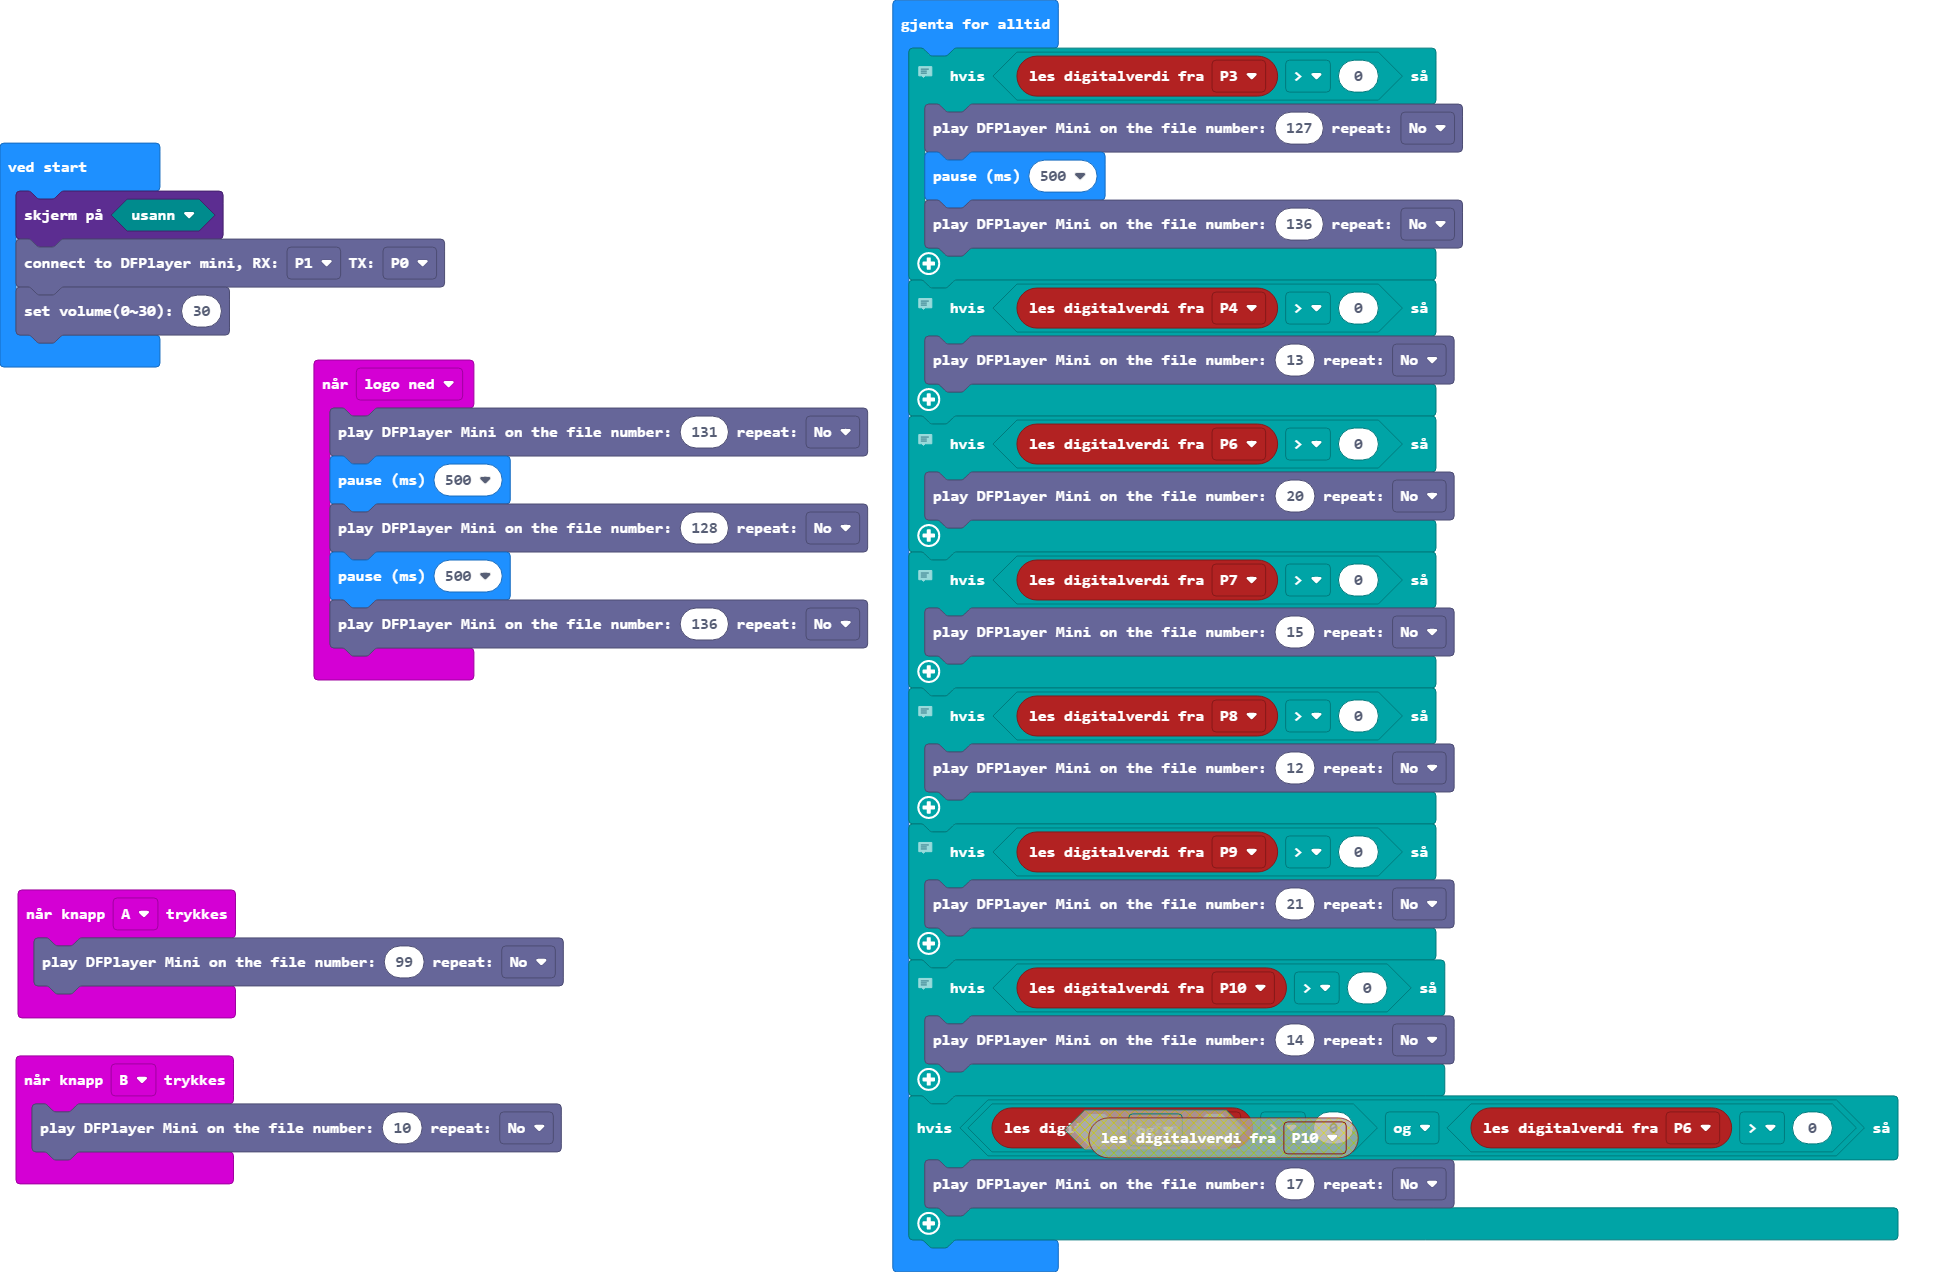 ved start
skjerm på usann
connect to DFPlayer mini, RX: P1 TX: P0
set volume(0~30): 30
når logo ned
play DFPlayer Mini on the file number: 131 repeat: No
pause (ms) 500
play DFPlayer Mini on the file number: 128 repeat: No
pause (ms) 500
play DFPlayer Mini on the file number: 136 repeat: No
når knapp A trykkes
play DFPlayer Mini on the file number: 99 repeat: No
når knapp B trykkes
play DFPlayer Mini on the file number: 10 repeat: No
gjenta for alltid
hvis les digitalverdi fra P3 > 0 så
play DFPlayer Mini on the file number: 127 repeat: No
pause (ms) 500
play DFPlayer Mini on the file number: 136 repeat: No
hvis les digitalverdi fra P4 > 0 så
play DFPlayer Mini on the file number: 13 repeat: No
hvis les digitalverdi fra P6 > 0 så
play DFPlayer Mini on the file number: 20 repeat: No
hvis les digitalverdi fra P7 > 0 så
play DFPlayer Mini on the file number: 15 repeat: No
hvis les digitalverdi fra P8 > 0 så
play DFPlayer Mini on the file number: 12 repeat: No
hvis les digitalverdi fra P9 > 0 så
play DFPlayer Mini on the file number: 21 repeat: No
hvis les digitalverdi fra P10 > 0 så
play DFPlayer Mini on the file number: 14 repeat: No
hvis les les digitalverdi fra P10 og les digitalverdi fra P6 > 0 så
play DFPlayer Mini on the file number: 17 repeat: No